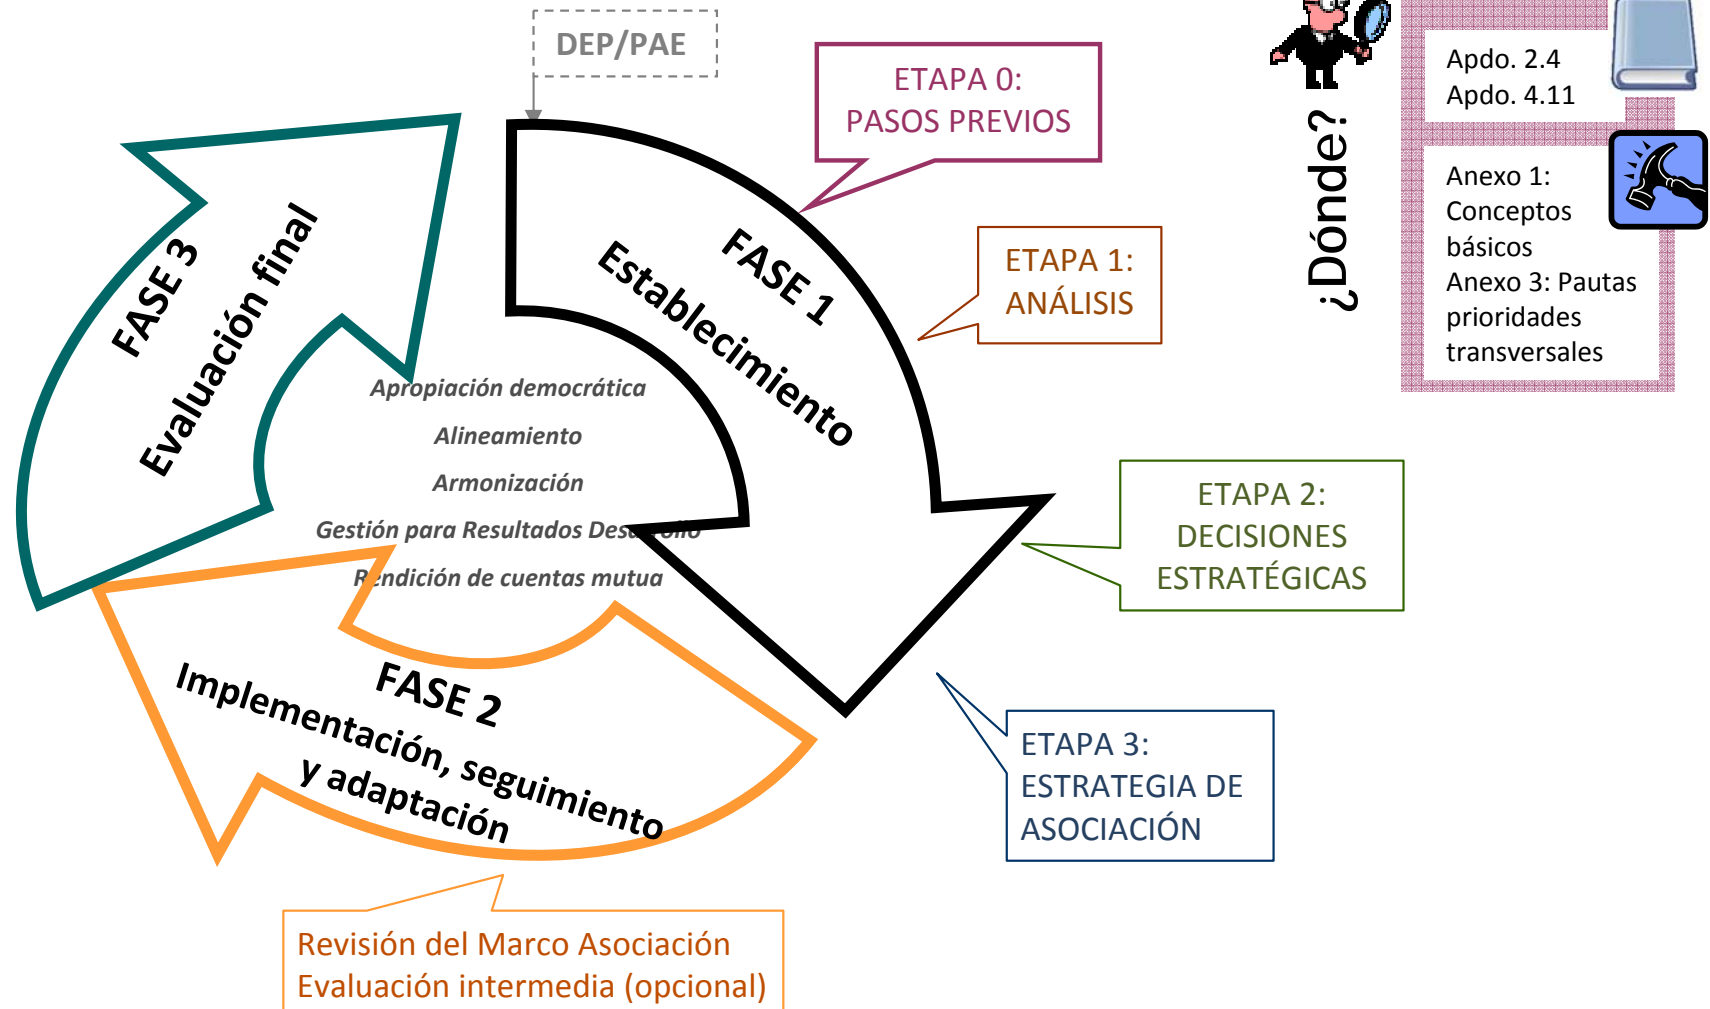 DEP/PAE
ETAPA 0:
PASOS PREVIOS
ETAPA 1:
ANÁLISIS
ETAPA 2:
DECISIONES
ESTRATÉGICAS
ETAPA 3:
ESTRATEGIA DE
ASOCIACIÓN
FASE 1
Establecimiento
FASE 2
Implementación, seguimiento
y adaptación
FASE 3
Evaluación final
Apropiación democrática
Alineamiento
Armonización
Gestión para Resultados Desarrollo
Rendición de cuentas mutua
Revisión del Marco Asociación
Evaluación intermedia (opcional)
¿Dónde?
Apdo. 2.4
Apdo. 4.11
Anexo 1:
Conceptos
básicos
Anexo 3: Pautas
prioridades
transversales